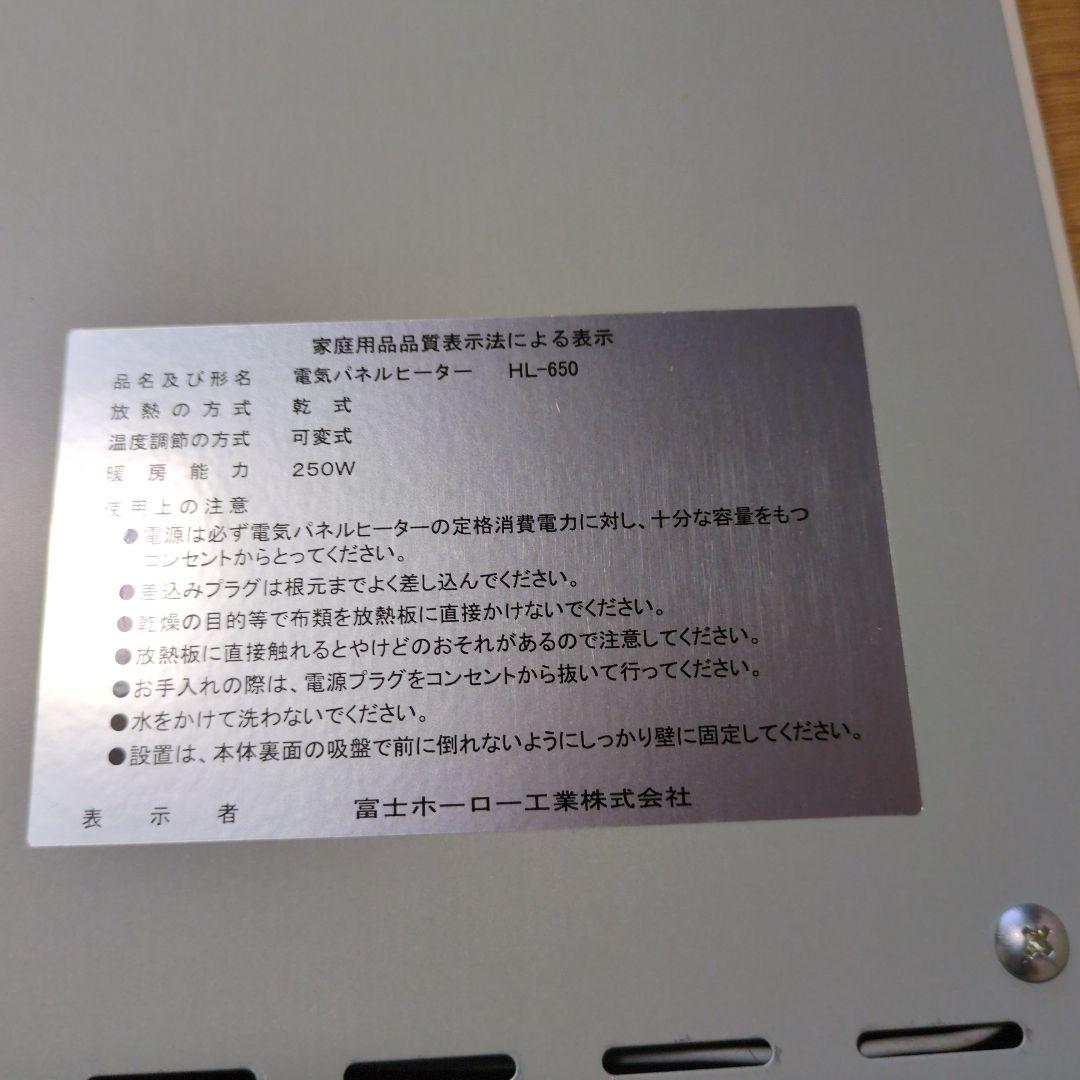 家庭用品品質表示法による表示
品名及び形名 電気パネルヒーター HL-650
放熱の方式 乾式
温度調節の方式 可変式
暖房能力 250W
使用上の注意
●電源は必ず電気パネルヒーターの定格消費電力に対し、十分な容量をもつ
コンセントからとってください。
●差込みプラグは根元までよく差し込んでください。
●乾燥の目的等で布類を放熱板に直接かけないでください。
●放熱板に直接触れるとやけどのおそれがあるので注意してください。
●お手入れの際は、電源プラグをコンセントから抜いて行ってください。
●水をかけて洗わないでください。
●設置は、本体裏面の吸盤で前に倒れないようにしっかり壁に固定してください。
表示者 富士ホーロー工業株式会社